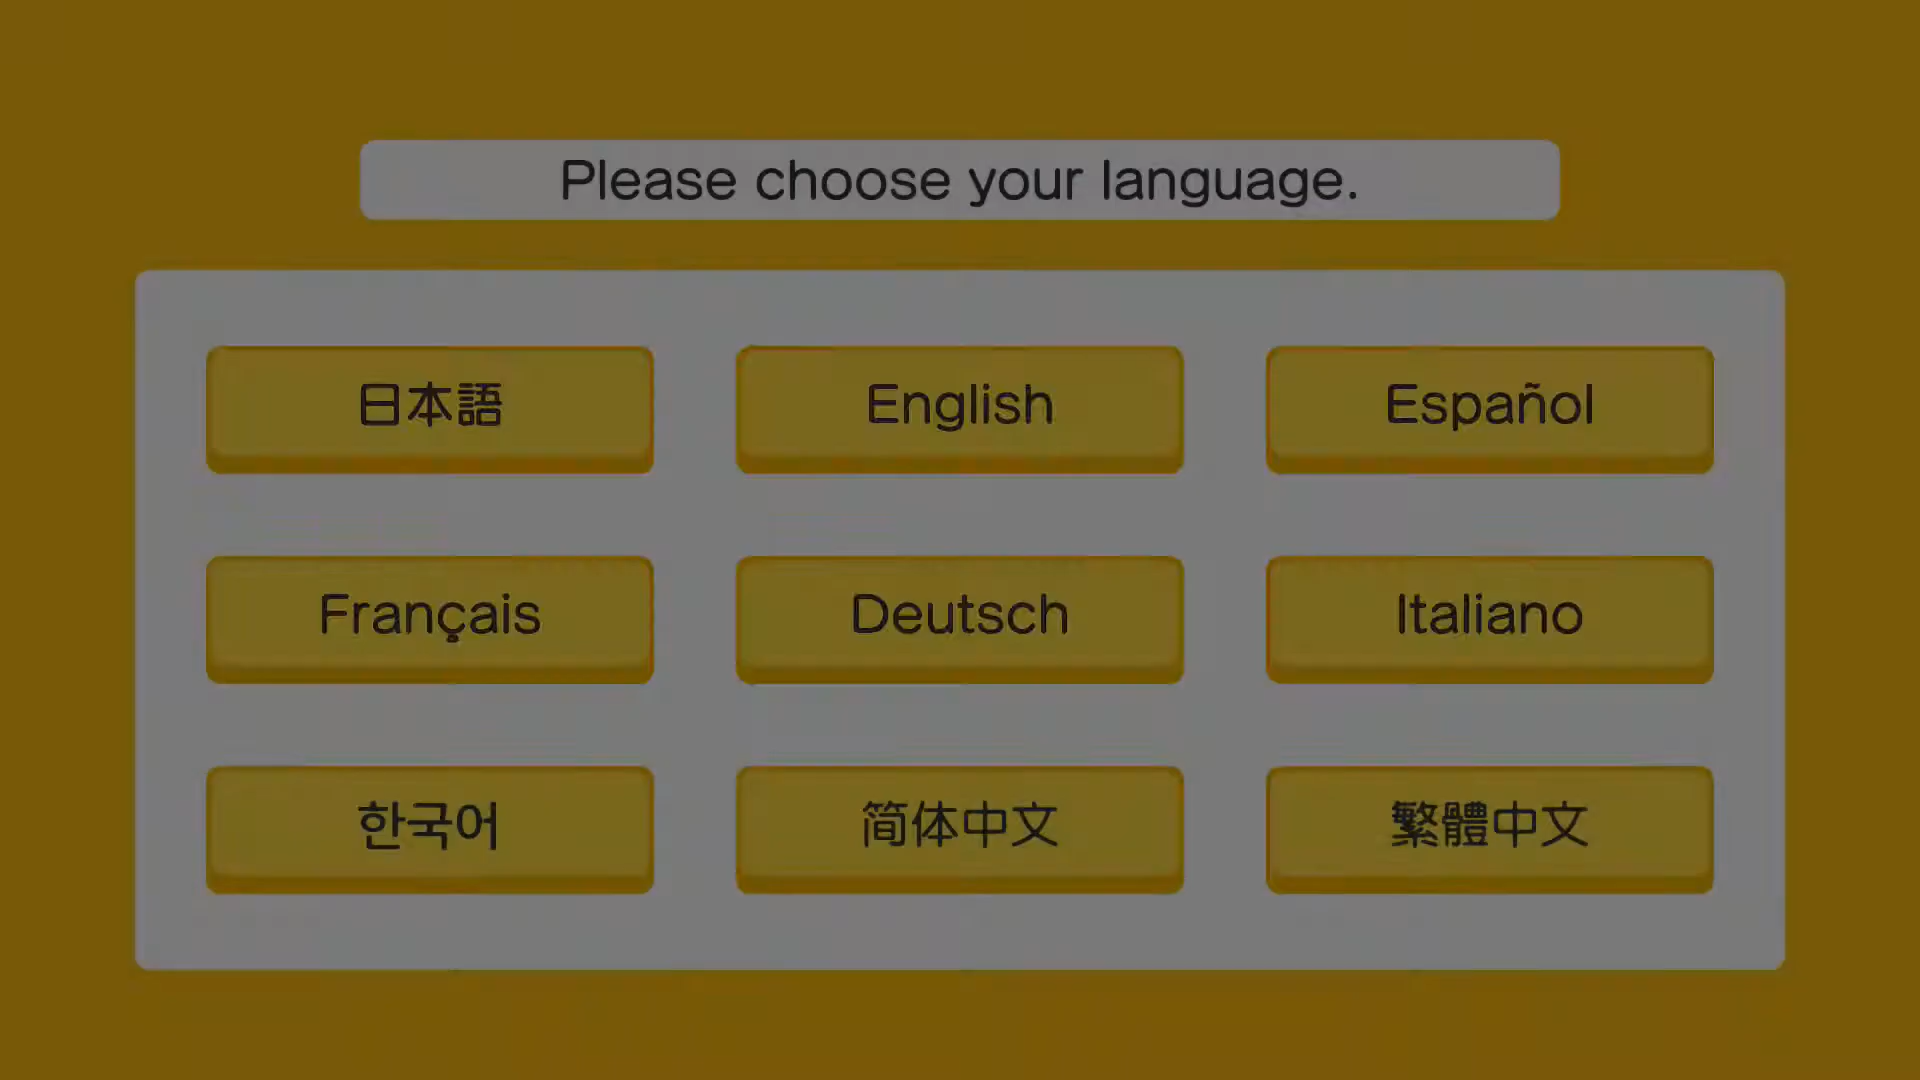 Please choose your language.
日本語
English
Español
Français
Deutsch
Italiano
한국어
简体中文
繁體中文